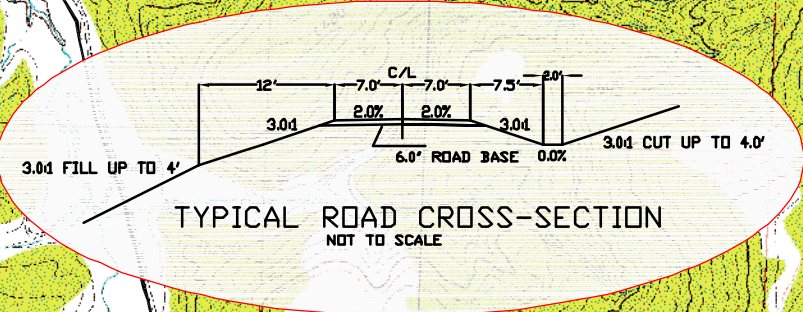 C/L
12' 7.0' 7.0' 7.5' 2.0'
2.0% 2.0%
3.0:1 3.0:1
6.0" ROAD BASE 0.0%
3.0:1 CUT UP TO 4.0'
3.0:1 FILL UP TO 4'
TYPICAL ROAD CROSS-SECTION
NOT TO SCALE